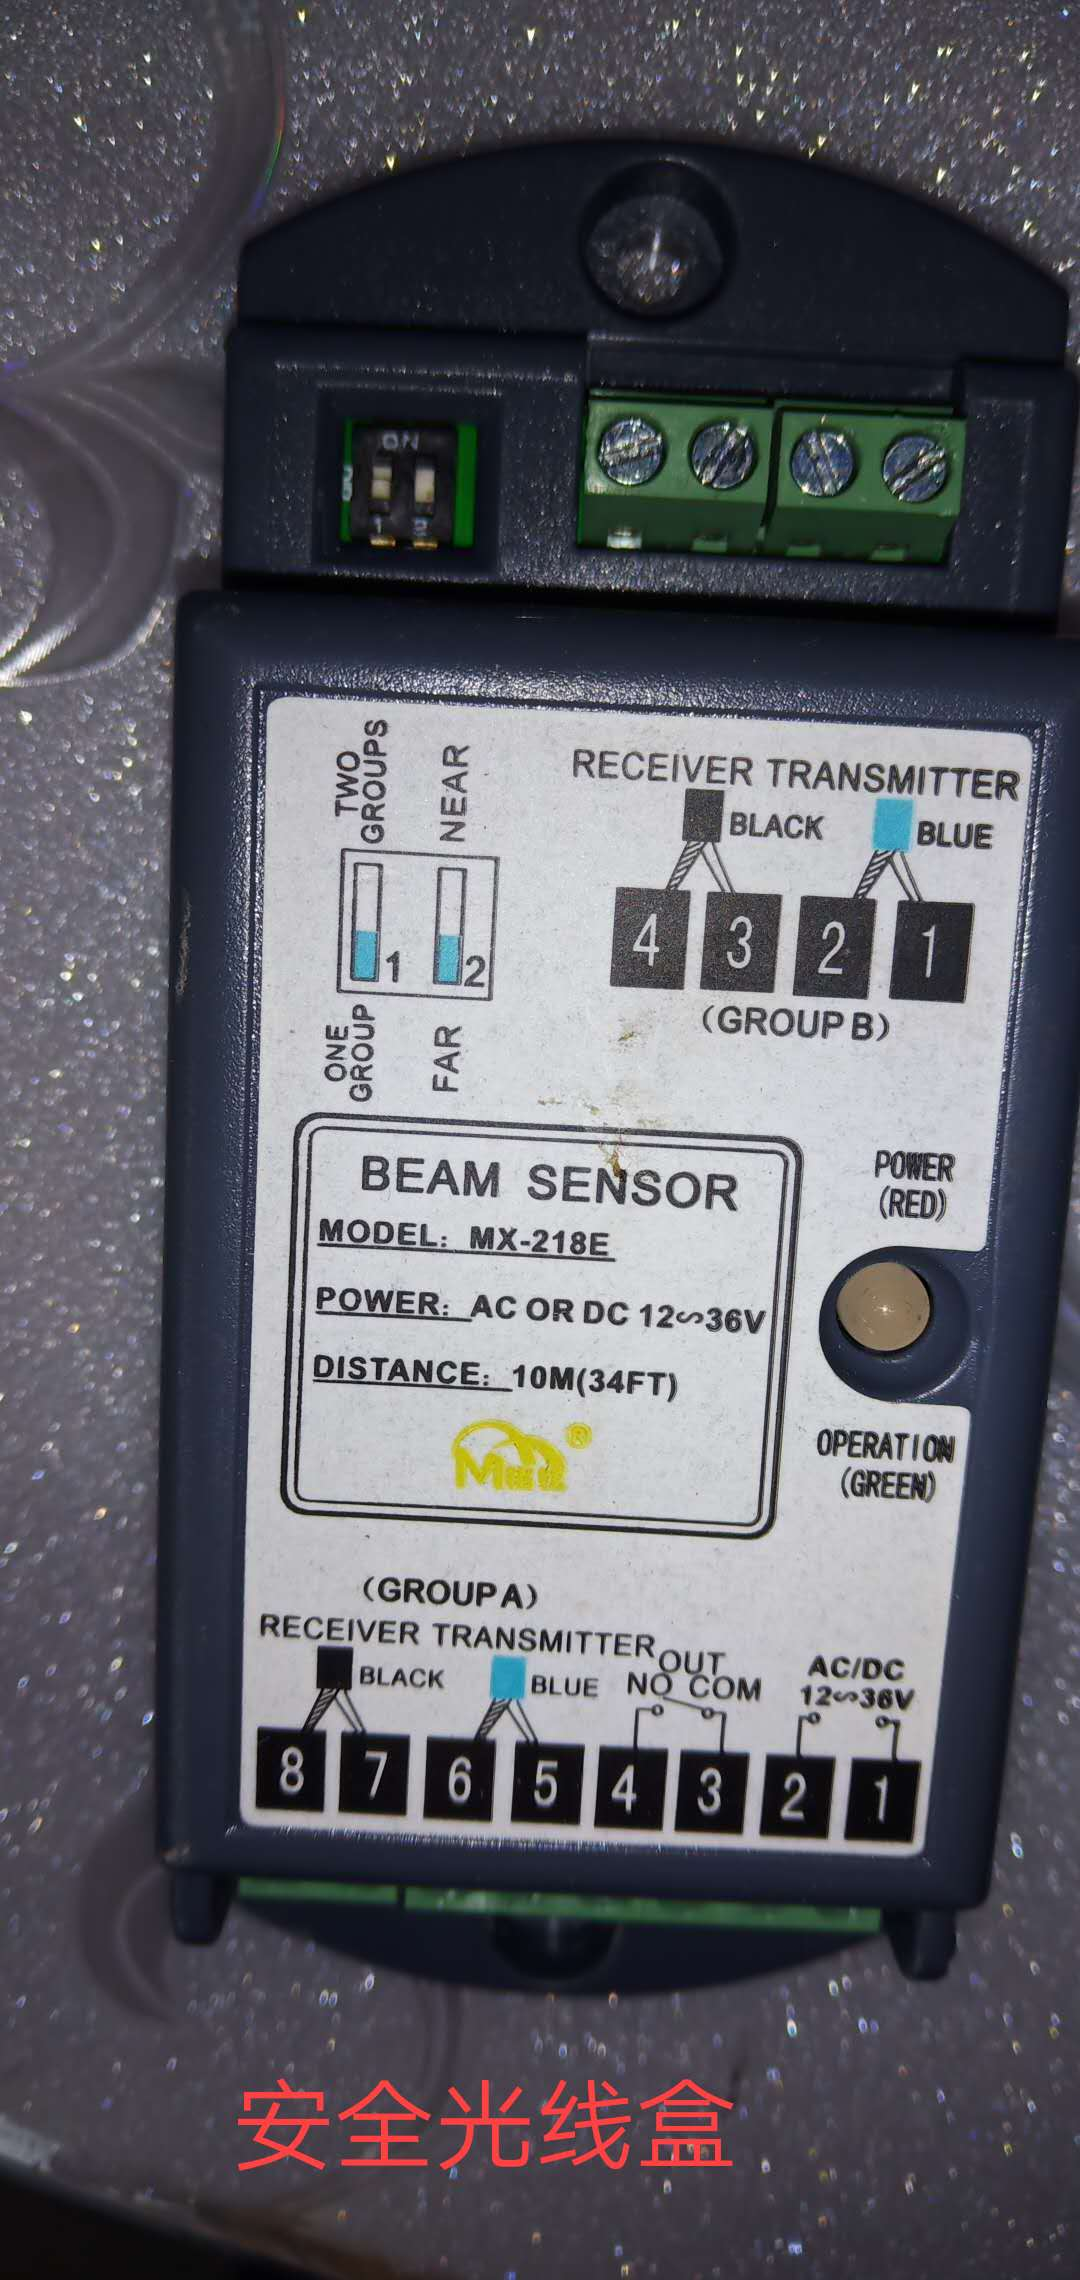 ON
1 2
TWO GROUPS
NEAR
1 2
ONE GROUP
FAR
RECEIVER TRANSMITTER
BLACK BLUE
4 3 2 1
(GROUP B)
BEAM SENSOR
MODEL: MX-218E
POWER: AC OR DC 12∽36V
DISTANCE: 10M(34FT)
®
POWER
(RED)
OPERATION
(GREEN)
(GROUP A)
RECEIVER TRANSMITTER OUT AC/DC
BLACK BLUE NO COM 12∽36V
8 7 6 5 4 3 2 1
安全光线盒